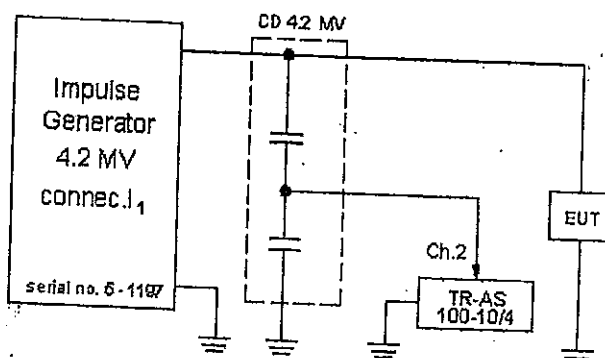 CD 4.2 MV
Impulse
Generator
4.2 MV
connec.I₁
serial no. 6-1197
Ch.2
EUT
TR-AS
100-10/4